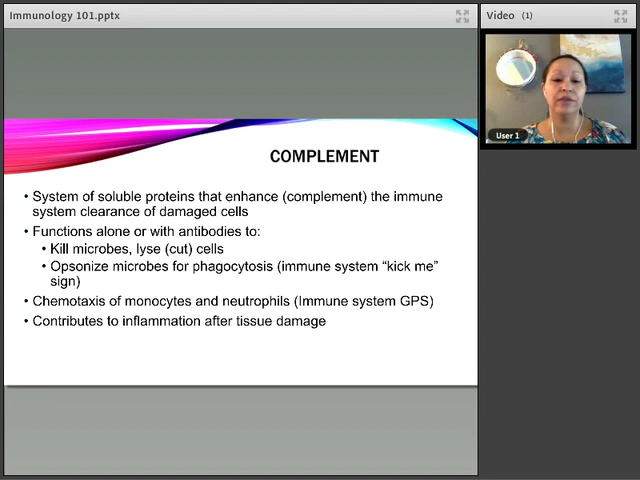 Immunology 101.pptx
Video (1)
User 1
COMPLEMENT
• System of soluble proteins that enhance (complement) the immune
system clearance of damaged cells
• Functions alone or with antibodies to:
• Kill microbes, lyse (cut) cells
• Opsonize microbes for phagocytosis (immune system “kick me”
sign)
• Chemotaxis of monocytes and neutrophils (Immune system GPS)
• Contributes to inflammation after tissue damage